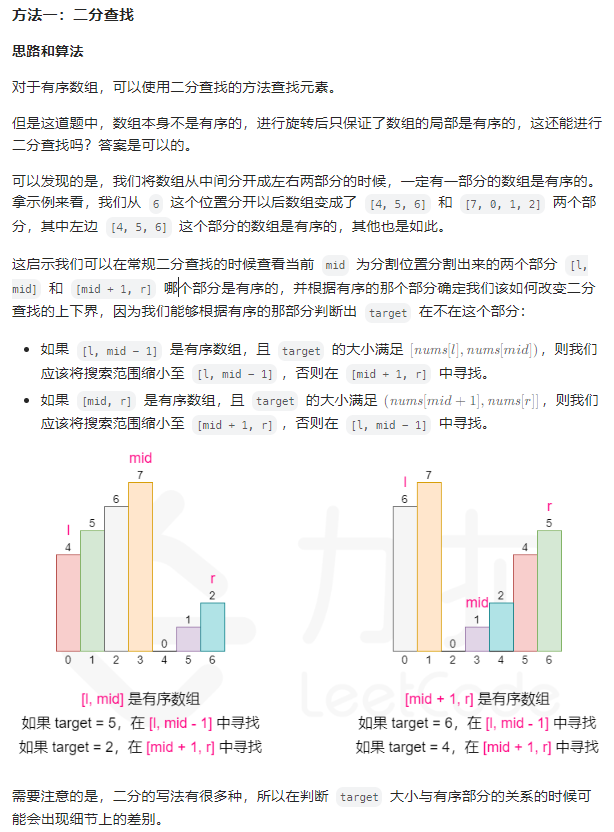 方法一：二分查找
思路和算法
对于有序数组，可以使用二分查找的方法查找元素。
但是这道题中，数组本身不是有序的，进行旋转后只保证了数组的局部是有序的，这还能进行
二分查找吗？答案是可以的。
可以发现的是，我们将数组从中间分开成左右两部分的时候，一定有一部分的数组是有序的。
拿示例来看，我们从 6 这个位置分开以后数组变成了 [4, 5, 6] 和 [7, 0, 1, 2] 两个部
分，其中左边 [4, 5, 6] 这个部分的数组是有序的，其他也是如此。
这启示我们可以在常规二分查找的时候查看当前 mid 为分割位置分割出来的两个部分 [l,
mid] 和 [mid + 1, r] 哪个部分是有序的，并根据有序的那个部分确定我们该如何改变二分
查找的上下界，因为我们能够根据有序的那部分判断出 target 在不在这个部分：
• 如果 [l, mid - 1] 是有序数组，且 target 的大小满足 [nums[l], nums[mid])，则我们
应该将搜索范围缩小至 [l, mid - 1] ，否则在 [mid + 1, r] 中寻找。
• 如果 [mid, r] 是有序数组，且 target 的大小满足 (nums[mid + 1], nums[r]]，则我们
应该将搜索范围缩小至 [mid + 1, r] ，否则在 [l, mid - 1] 中寻找。
l mid r
4 5 6 7 0 1 2
0 1 2 3 4 5 6
[l, mid] 是有序数组
如果 target = 5，在 [l, mid - 1] 中寻找
如果 target = 2，在 [mid + 1, r] 中寻找
l mid r
6 7 0 1 2 4 5
0 1 2 3 4 5 6
[mid + 1, r] 是有序数组
如果 target = 6，在 [l, mid - 1] 中寻找
如果 target = 4，在 [mid + 1, r] 中寻找
力扣
LeetCode
需要注意的是，二分的写法有很多种，所以在判断 target 大小与有序部分的关系的时候可
能会出现细节上的差别。